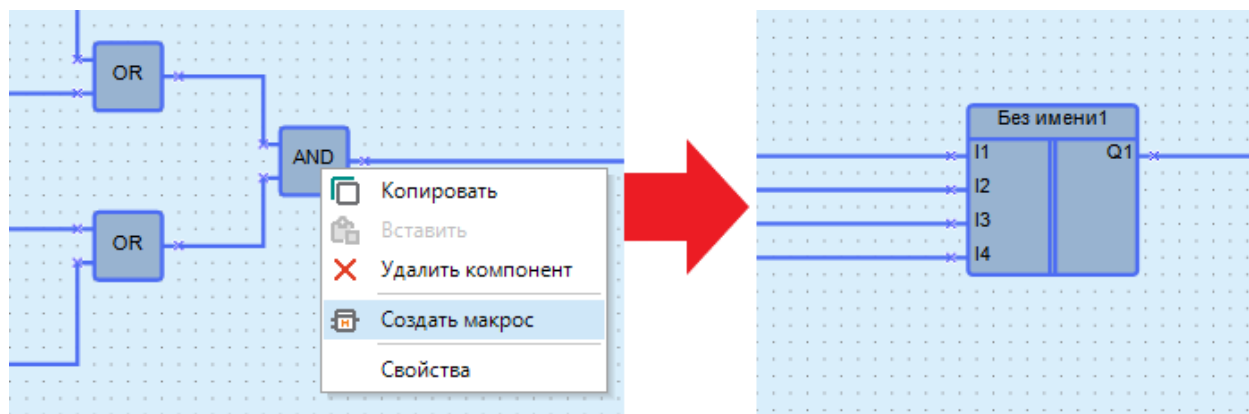 OR
AND
OR
Копировать
Вставить
Удалить компонент
Создать макрос
Свойства
Без имени1
I1 Q1
I2
I3
I4